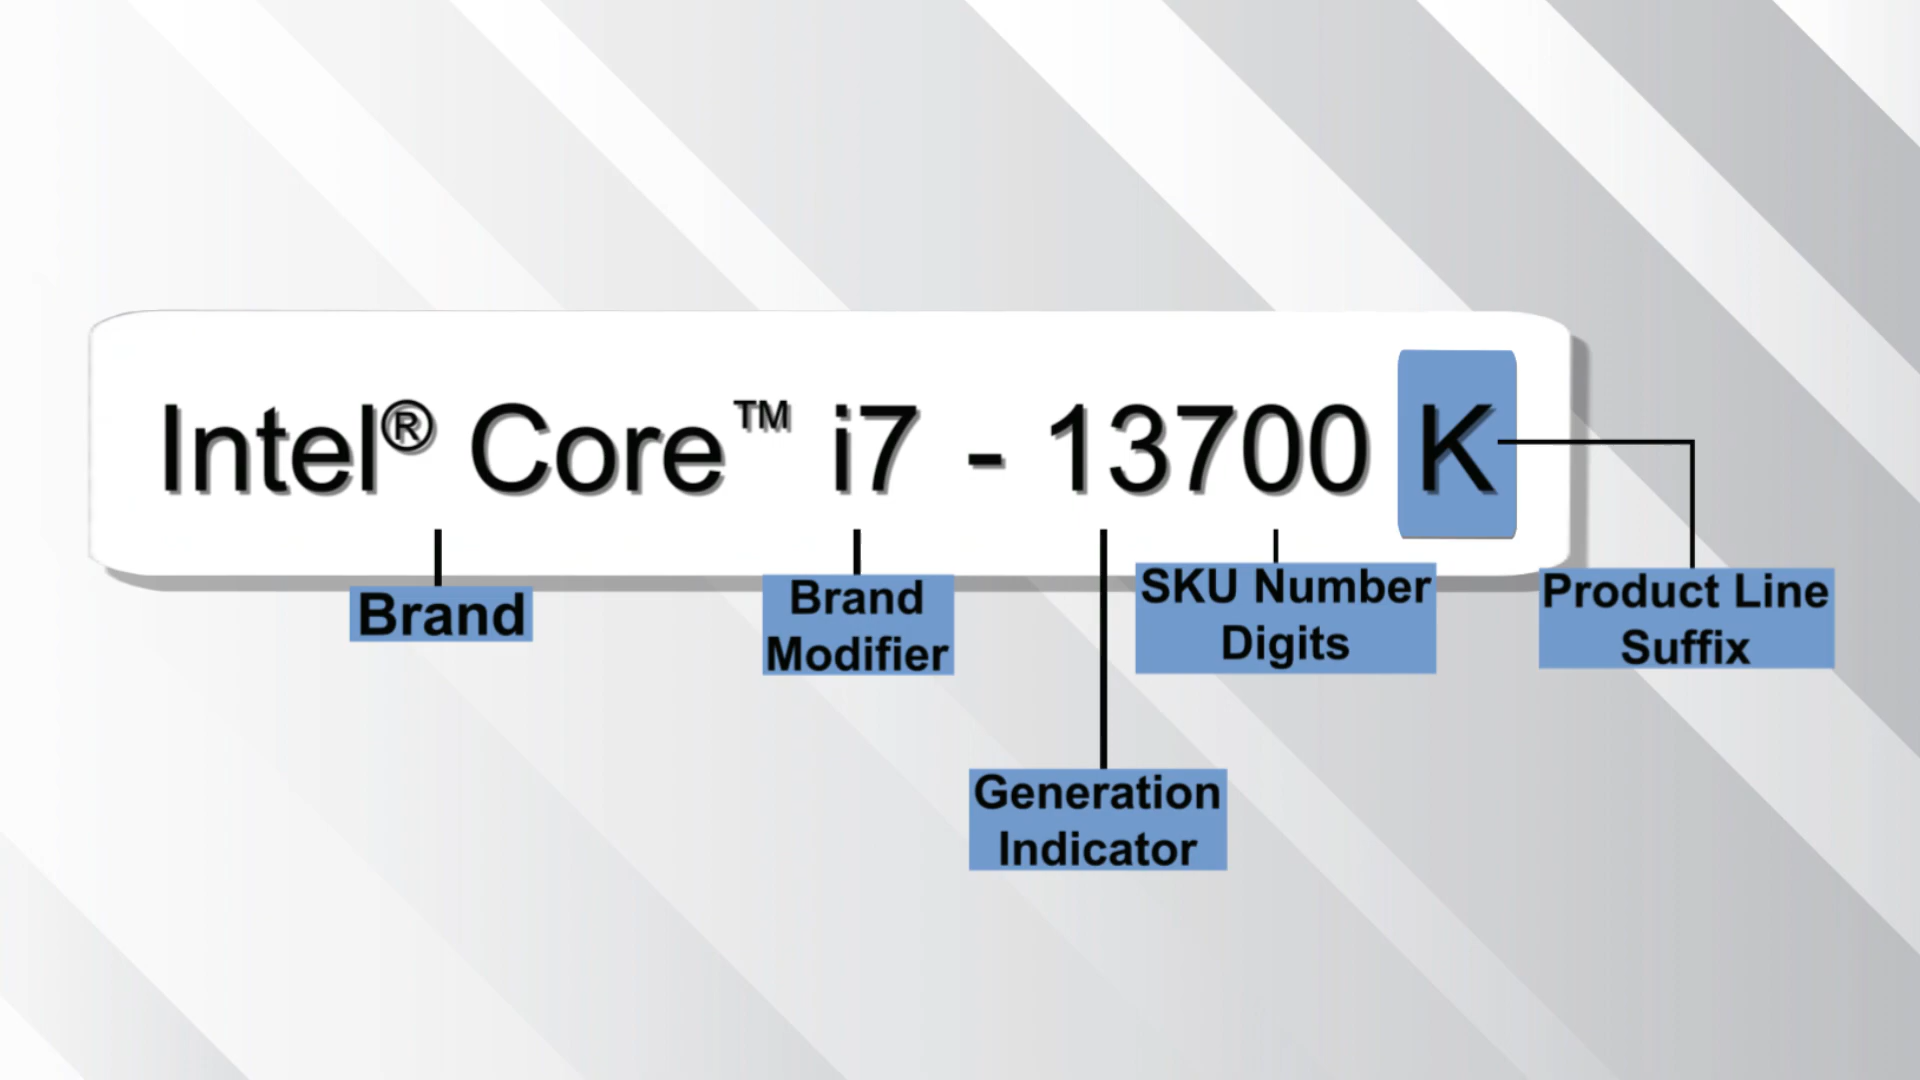 Intel® Core™ i7 - 13700 K
Brand
Brand
Modifier
SKU Number
Digits
Product Line
Suffix
Generation
Indicator